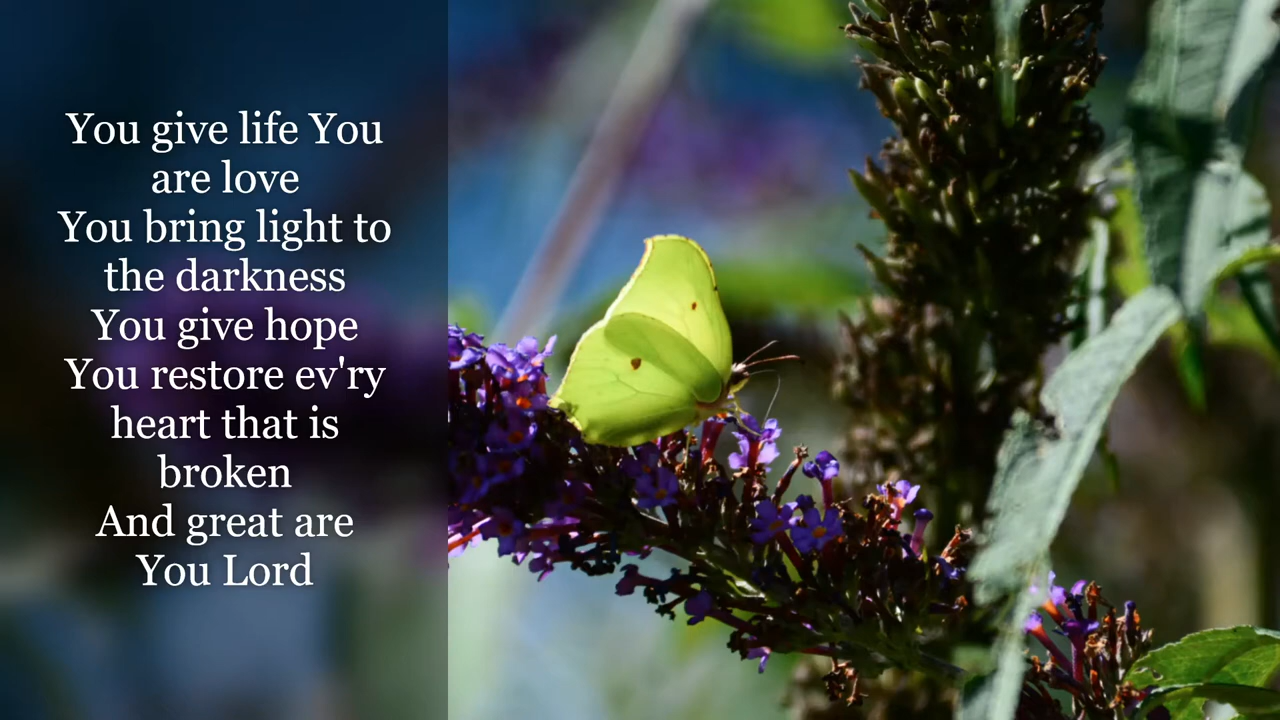 You give life You
are love
You bring light to
the darkness
You give hope
You restore ev'ry
heart that is
broken
And great are
You Lord